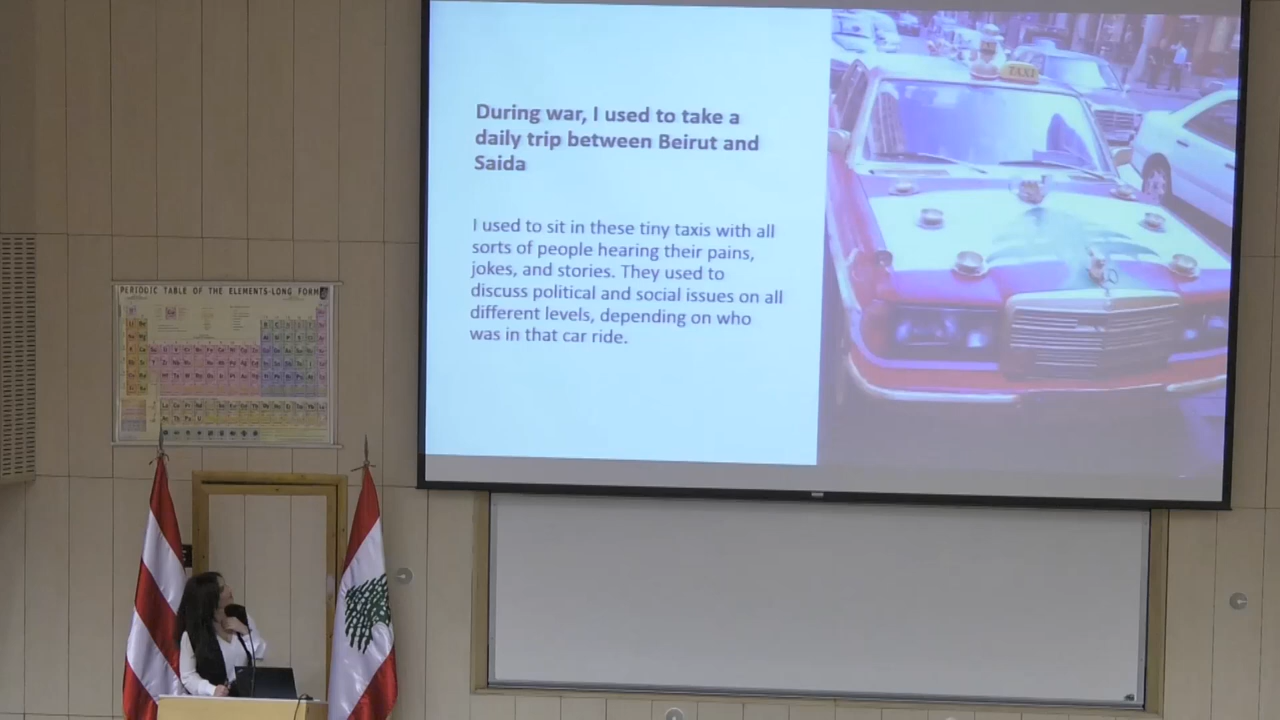 During war, I used to take a
daily trip between Beirut and
Saida
I used to sit in these tiny taxis with all
sorts of people hearing their pains,
jokes, and stories. They used to
discuss political and social issues on all
different levels, depending on who
was in that car ride.
TAXI
PERIODIC TABLE OF THE ELEMENTS-LONG FORM